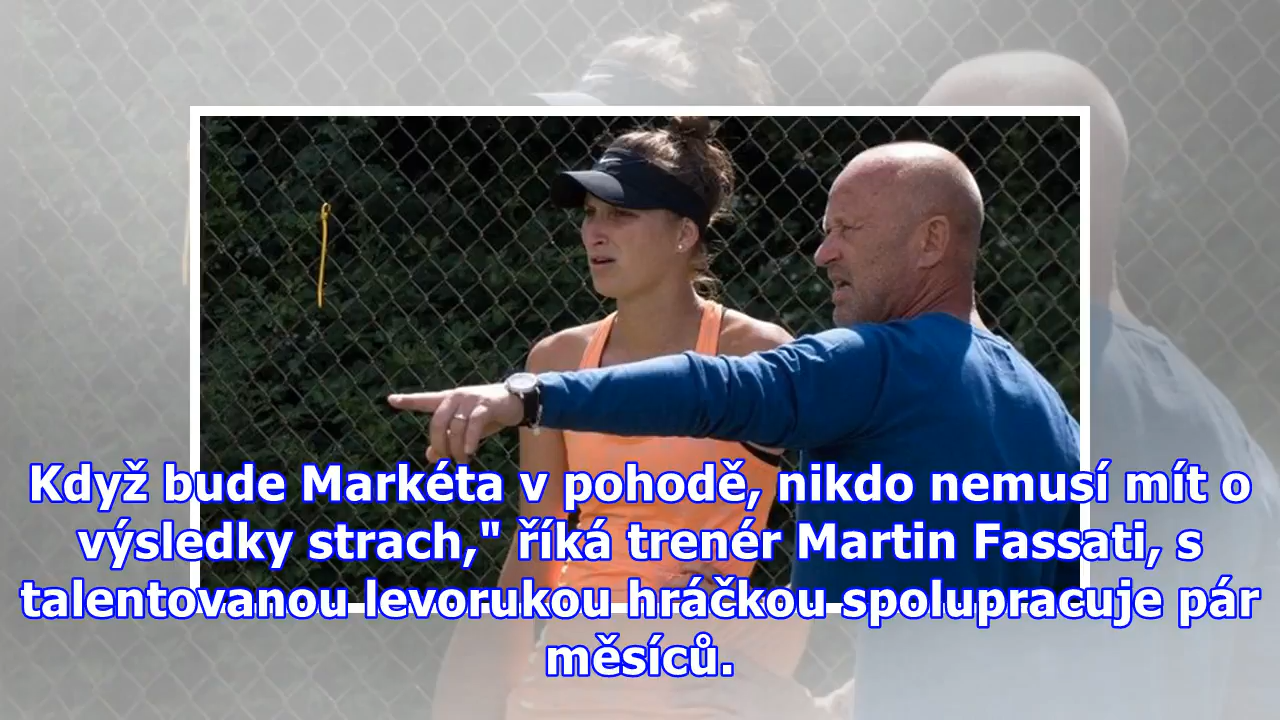 Když bude Markéta v pohodě, nikdo nemusí mít o
výsledky strach," říká trenér Martin Fassati, s
talentovanou levorukou hráčkou spolupracuje pár
měsíců.